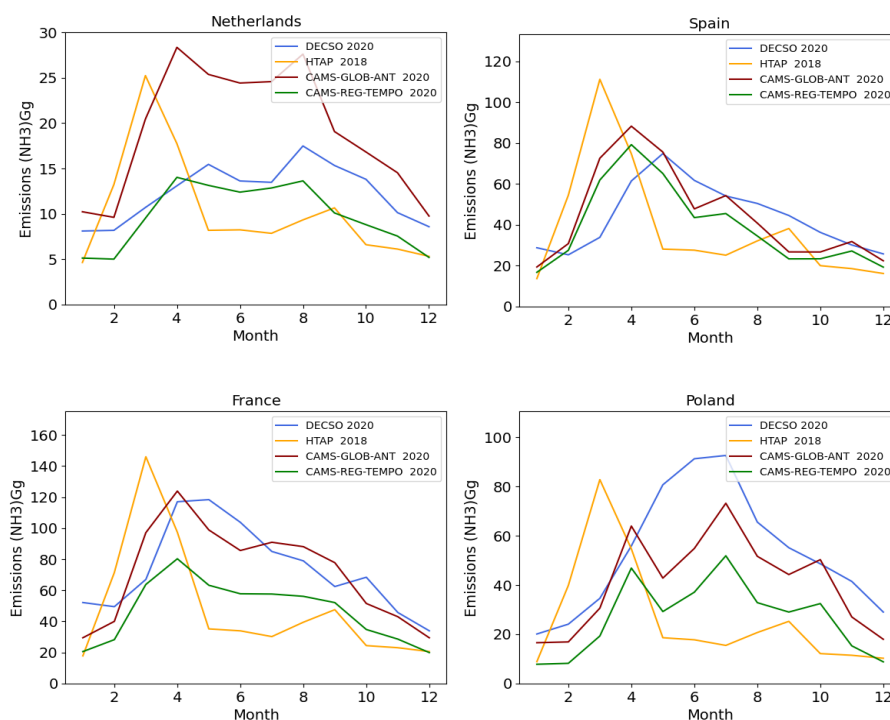 Netherlands
Emissions (NH3)Gg
30
25
20
15
10
5
0
2 4 6 8 10 12
Month
DECSO 2020
HTAP 2018
CAMS-GLOB-ANT 2020
CAMS-REG-TEMPO 2020
Spain
Emissions (NH3)Gg
120
100
80
60
40
20
0
2 4 6 8 10 12
Month
DECSO 2020
HTAP 2018
CAMS-GLOB-ANT 2020
CAMS-REG-TEMPO 2020
France
Emissions (NH3)Gg
160
140
120
100
80
60
40
20
0
2 4 6 8 10 12
Month
DECSO 2020
HTAP 2018
CAMS-GLOB-ANT 2020
CAMS-REG-TEMPO 2020
Poland
Emissions (NH3)Gg
100
80
60
40
20
0
2 4 6 8 10 12
Month
DECSO 2020
HTAP 2018
CAMS-GLOB-ANT 2020
CAMS-REG-TEMPO 2020